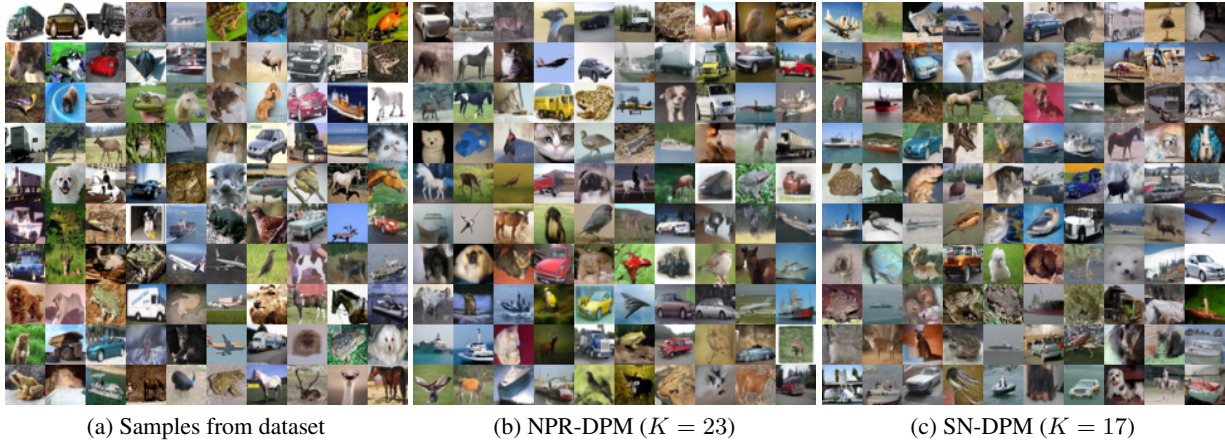 (a) Samples from dataset
(b) NPR-DPM (K = 23)
(c) SN-DPM (K = 17)